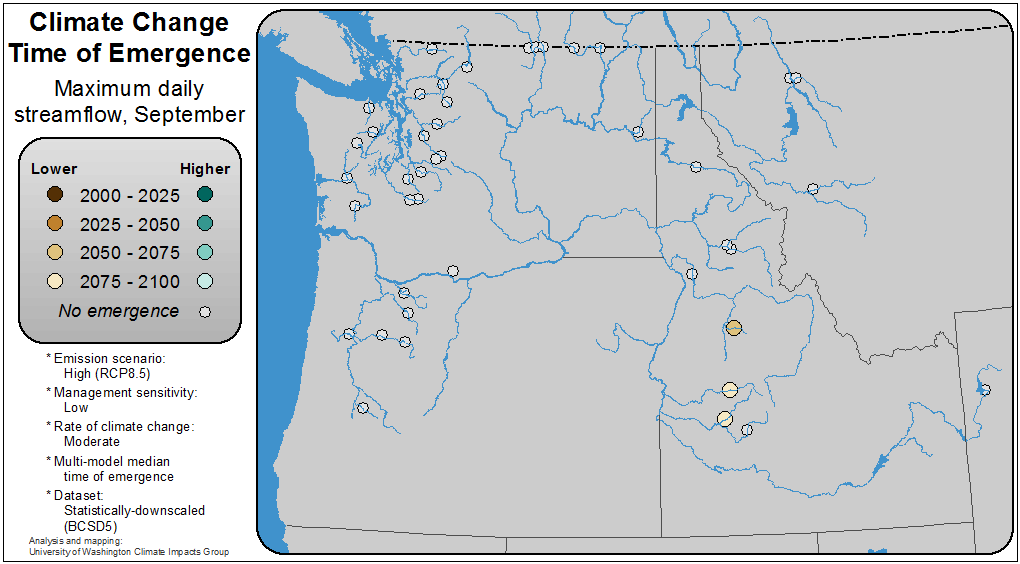 Climate Change
Time of Emergence
Maximum daily
streamflow, September
Lower Higher
2000 - 2025
2025 - 2050
2050 - 2075
2075 - 2100
No emergence
* Emission scenario:
High (RCP8.5)
* Management sensitivity:
Low
* Rate of climate change:
Moderate
* Multi-model median
time of emergence
* Dataset:
Statistically-downscaled
(BCSD5)
Analysis and mapping:
University of Washington Climate Impacts Group